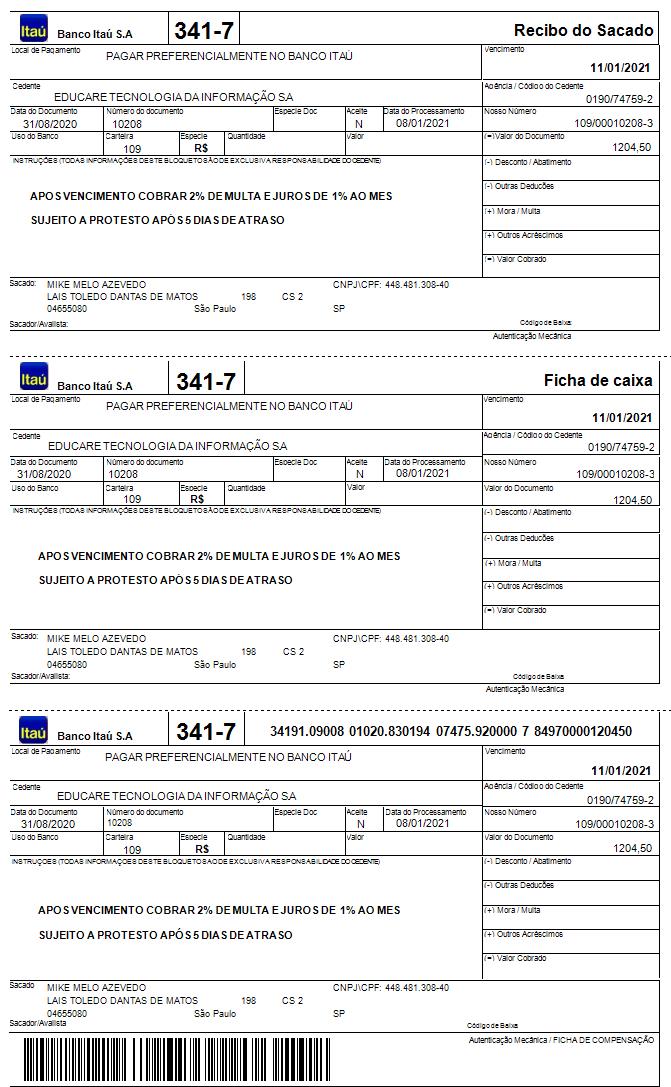 Itaú Banco Itaú S.A 341-7 Recibo do Sacado
Local de Pagamento PAGAR PREFERENCIALMENTE NO BANCO ITAÚ Vencimento
11/01/2021
Cedente Agência / Código do Cedente
EDUCARE TECNOLOGIA DA INFORMAÇÃO S.A 0190/74759-2
Data do Documento Número do documento Especie Doc Aceite Data do Processamento Nosso Número
31/08/2020 10208 N 08/01/2021 109/00010208-3
Uso do Banco Carteira Especie Quantidade Valor (=)Valor do Documento
109 R$ 1204,50
INSTRUÇÕES (TODAS INFORMAÇÕES DESTE BLOQUETO SÃO DE EXCLUSIVA RESPONSABILIDADE DO CEDENTE) (-) Desconto / Abatimento
(-) Outras Deducões
APOS VENCIMENTO COBRAR 2% DE MULTA E JUROS DE 1% AO MES
(+) Mora / Multa
SUJEITO A PROTESTO APÓS 5 DIAS DE ATRASO
(+) Outros Acréscimos
(=) Valor Cobrado
Sacado: MIKE MELO AZEVEDO CNPJ\CPF: 448.481.308-40
LAIS TOLEDO DANTAS DE MATOS 198 CS 2
04655080 São Paulo SP
Sacador/Avalista: Código de Baixa:
Autenticação Mecânica
Itaú Banco Itaú S.A 341-7 Ficha de caixa
Local de Pagamento PAGAR PREFERENCIALMENTE NO BANCO ITAÚ Vencimento
11/01/2021
Cedente Agência / Código do Cedente
EDUCARE TECNOLOGIA DA INFORMAÇÃO S.A 0190/74759-2
Data do Documento Número do documento Especie Doc Aceite Data do Processamento Nosso Número
31/08/2020 10208 N 08/01/2021 109/00010208-3
Uso do Banco Carteira Especie Quantidade Valor Valor do Documento
109 R$ 1204,50
INSTRUÇÕES (TODAS INFORMAÇÕES DESTE BLOQUETO SÃO DE EXCLUSIVA RESPONSABILIDADE DO CEDENTE) (-) Desconto / Abatimento
(-) Outras Deducões
APOS VENCIMENTO COBRAR 2% DE MULTA E JUROS DE 1% AO MES
(+) Mora / Multa
SUJEITO A PROTESTO APÓS 5 DIAS DE ATRASO
(+) Outros Acréscimos
(=) Valor Cobrado
Sacado: MIKE MELO AZEVEDO CNPJ\CPF: 448.481.308-40
LAIS TOLEDO DANTAS DE MATOS 198 CS 2
04655080 São Paulo SP
Sacador/Avalista: Código de Baixa
Autenticação Mecânica
Itaú Banco Itaú S.A 341-7 34191.09008 01020.830194 07475.920000 7 84970000120450
Local de Pagamento PAGAR PREFERENCIALMENTE NO BANCO ITAÚ Vencimento
11/01/2021
Cedente Agência / Código do Cedente
EDUCARE TECNOLOGIA DA INFORMAÇÃO S.A 0190/74759-2
Data do Documento Número do documento Especie Doc Aceite Data do Processamento Nosso Número
31/08/2020 10208 N 08/01/2021 109/00010208-3
Uso do Banco Carteira Especie Quantidade Valor Valor do Documento
109 R$ 1204,50
INSTRUÇOES (TODAS INFORMAÇOES DESTE BLOQUETO SAO DE EXCLUSIVA RESPONSABILIDADE DO CEDENTE) (-) Desconto / Abatimento
(-) Outras Deducões
APOS VENCIMENTO COBRAR 2% DE MULTA E JUROS DE 1% AO MES
(+) Mora / Multa
SUJEITO A PROTESTO APÓS 5 DIAS DE ATRASO
(+) Outros Acréscimos
(=) Valor Cobrado
Sacado MIKE MELO AZEVEDO CNPJ\CPF: 448.481.308-40
LAIS TOLEDO DANTAS DE MATOS 198 CS 2
04655080 São Paulo SP
Sacador/Avalista Código de Baixa
Autenticação Mecânica / FICHA DE COMPENSAÇÃO